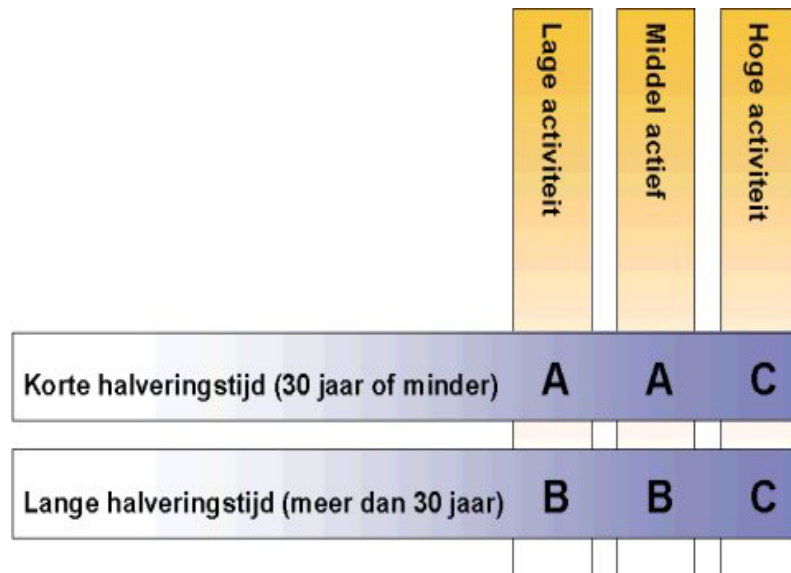 Lage activiteit
Middel actief
Hoge activiteit
Korte halveringstijd (30 jaar of minder) A A C
Lange halveringstijd (meer dan 30 jaar) B B C